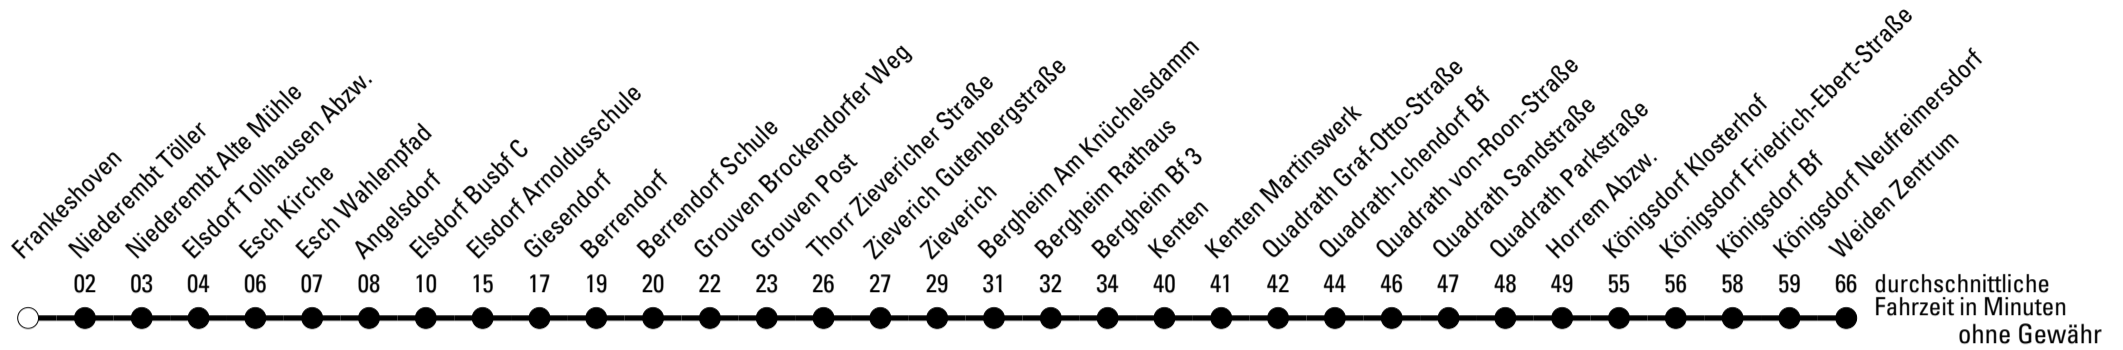 Frankeshoven
Niederembt Töller
Niederembt Alte Mühle
Elsdorf Tollhausen Abzw.
Esch Kirche
Esch Wahlenpfad
Angelsdorf
Elsdorf Busbf C
Elsdorf Arnoldusschule
Giesendorf
Berrendorf
Berrendorf Schule
Grouven Brockendorfer Weg
Grouven Post
Thorr Zievericher Straße
Zieverich Gutenbergstraße
Zieverich
Bergheim Am Knüchelsdamm
Bergheim Rathaus
Bergheim Bf 3
Kenten
Kenten Martinswerk
Quadrath Graf-Otto-Straße
Quadrath-Ichendorf Bf
Quadrath von-Roon-Straße
Quadrath Sandstraße
Quadrath Parkstraße
Horrem Abzw.
Königsdorf Klosterhof
Königsdorf Friedrich-Ebert-Straße
Königsdorf Bf
Königsdorf Neufreimersdorf
Weiden Zentrum
02 03 04 06 07 08 10 15 17 19 20 22 23 26 27 29 31 32 34 40 41 42 44 46 47 48 49 55 56 58 59 66 durchschnittliche
Fahrzeit in Minuten
ohne Gewähr